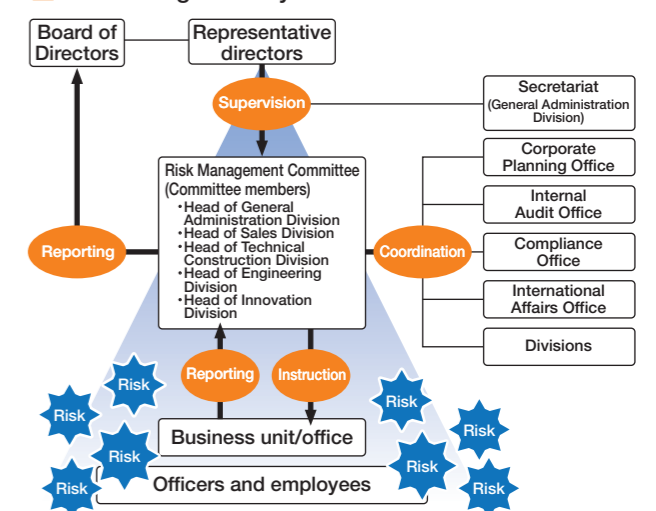 Board of
Directors
Representative
directors
Supervision
Secretariat
(General Administration
Division)
Corporate
Planning Office
Risk Management Committee
(Committee members)
・Head of General
Administration Division
・Head of Sales Division
・Head of Technical
Construction Division
・Head of Engineering
Division
・Head of Innovation
Division
Internal
Audit Office
Reporting
Coordination
Compliance
Office
International
Affairs Office
Divisions
Reporting
Instruction
Risk
Risk
Risk
Risk
Business unit/office
Risk
Risk
Risk
Officers and employees
Risk
Risk